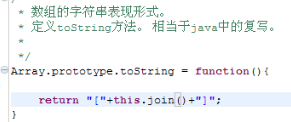 * 数组的字符串表现形式。
* 定义toString方法。 相当于java中的复写。
*
*/
Array.prototype.toString = function(){
return "["+this.join()+"]";
}